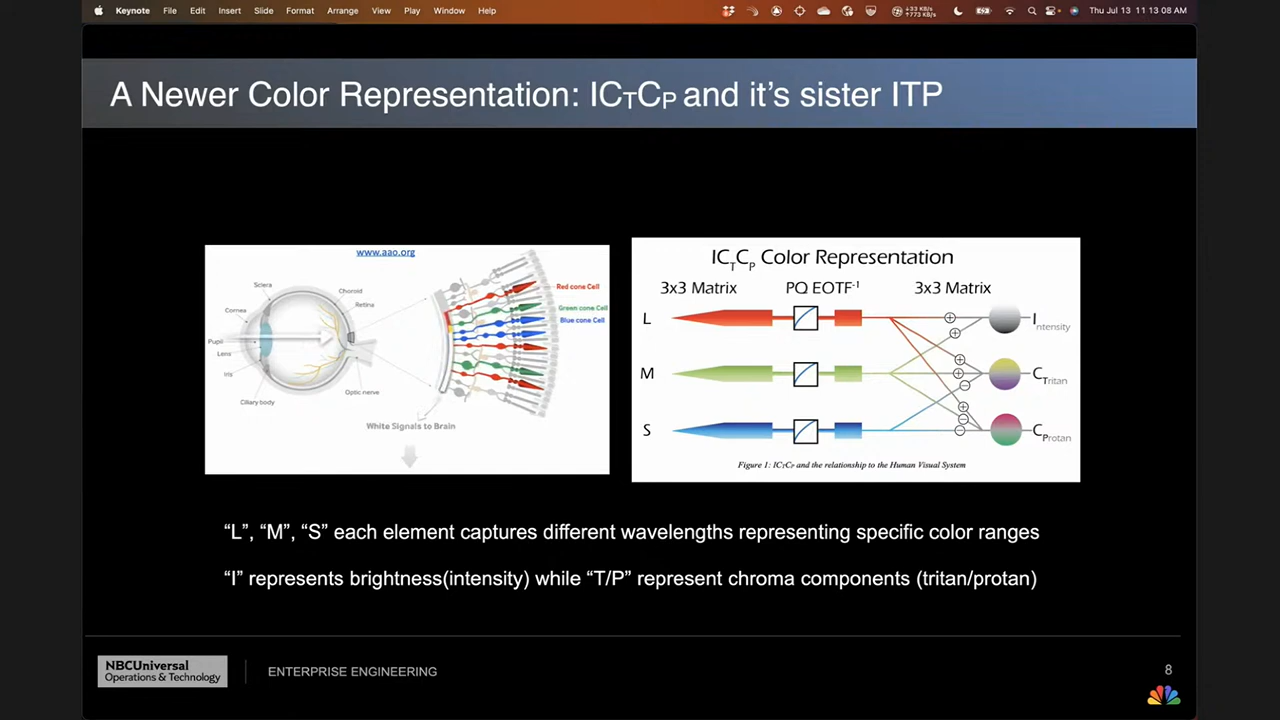 Keynote File Edit Insert Slide Format Arrange View Play Window Help Thu Jul 13 11 13 08 AM
A Newer Color Representation: ICTCP and it's sister ITP
www.aao.org
Sclera
Choroid
Retina
Cornea
Pupil
Lens
Iris
Ciliary body
Optic nerve
Red cone Cell
Green cone Cell
Blue cone Cell
White Signals to Brain
ICTCP Color Representation
3x3 Matrix PQ EOTF-1 3x3 Matrix
L
Intensity
M
CTritan
S
CProtan
Figure 1: ICTCP and the relationship to the Human Visual System
“L”, “M”, “S” each element captures different wavelengths representing specific color ranges
“I” represents brightness(intensity) while “T/P” represent chroma components (tritan/protan)
NBCUniversal
Operations & Technology
ENTERPRISE ENGINEERING
8